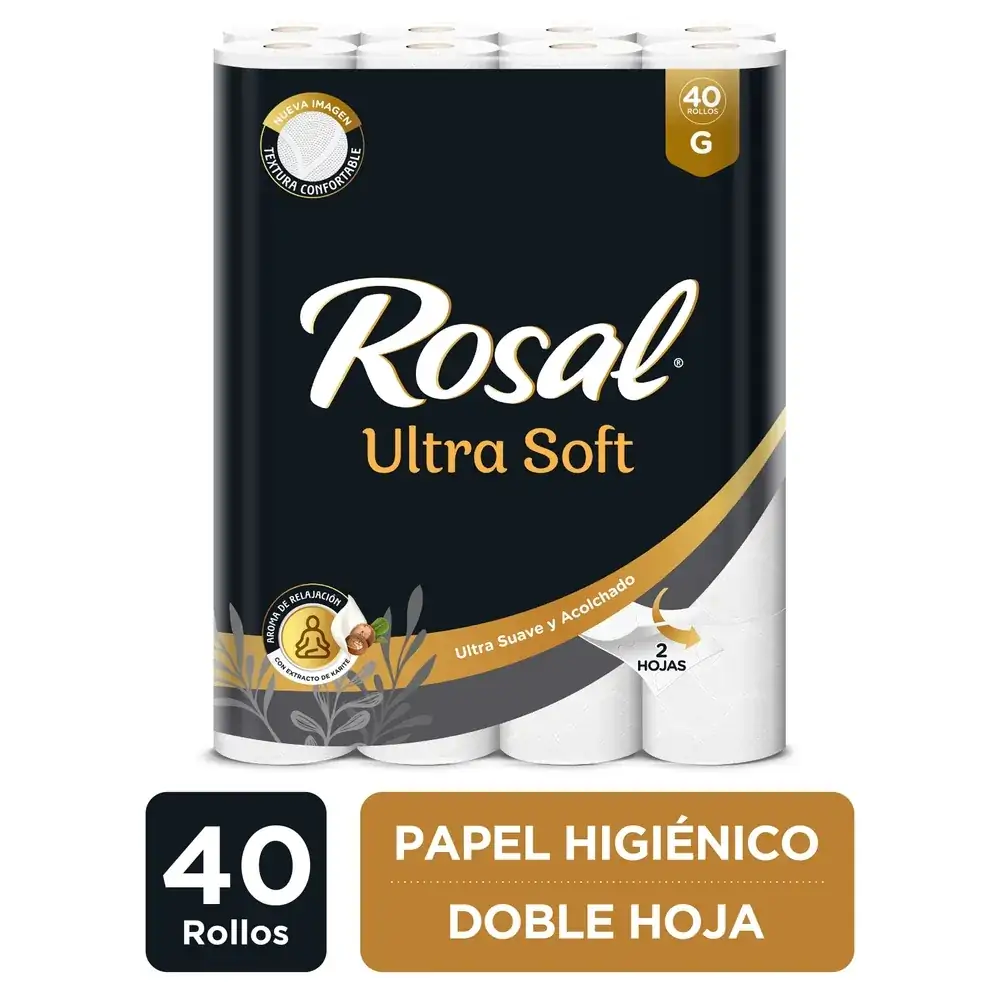 NUEVA IMAGEN
TEXTURA CONFORTABLE
40
ROLLOS
G
Rosal®
Ultra Soft
AROMA DE RELAJACIÓN
CON EXTRACTO DE KARITÉ
Ultra Suave y Acolchado
2
HOJAS
40
Rollos
PAPEL HIGIÉNICO
DOBLE HOJA